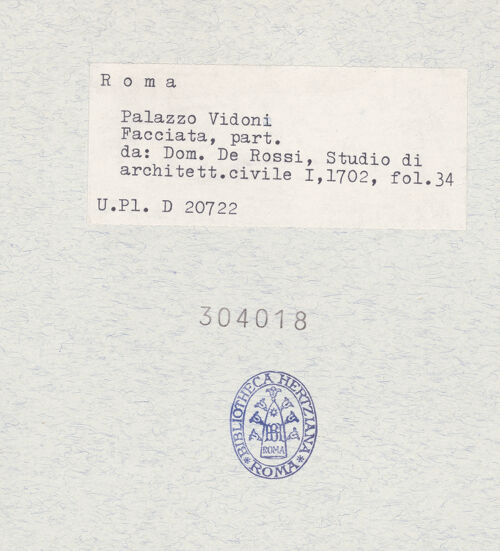 R o m a
Palazzo Vidoni
Facciata, part.
da: Dom. De Rossi, Studio di
architett.civile I,1702, fol.34
U.Pl. D 20722
304018
BIBLIOTHECA HERTZIANA
BH
ROMA
* ROMA *